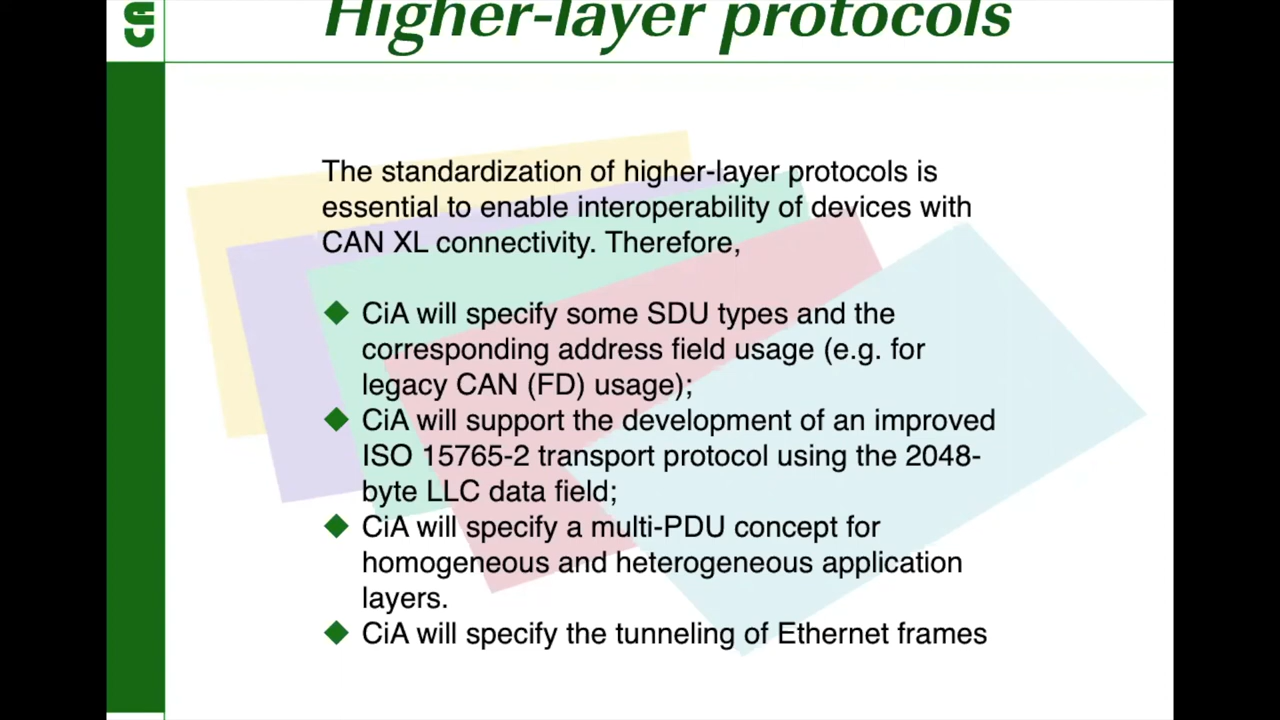 Higher-layer protocols
The standardization of higher-layer protocols is
essential to enable interoperability of devices with
CAN XL connectivity. Therefore,
CiA will specify some SDU types and the
corresponding address field usage (e.g. for
legacy CAN (FD) usage);
CiA will support the development of an improved
ISO 15765-2 transport protocol using the 2048-
byte LLC data field;
CiA will specify a multi-PDU concept for
homogeneous and heterogeneous application
layers.
CiA will specify the tunneling of Ethernet frames